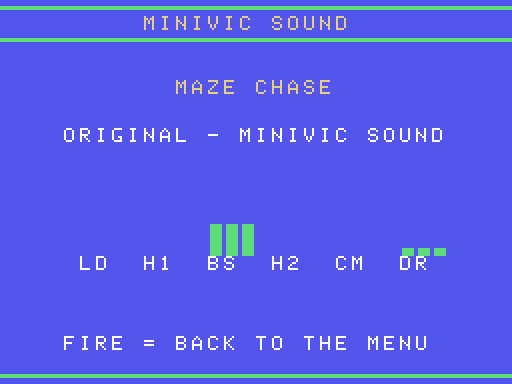 MINIVIC SOUND
MAZE CHASE
ORIGINAL - MINIVIC SOUND
LD H1 BS H2 CM DR
FIRE = BACK TO THE MENU